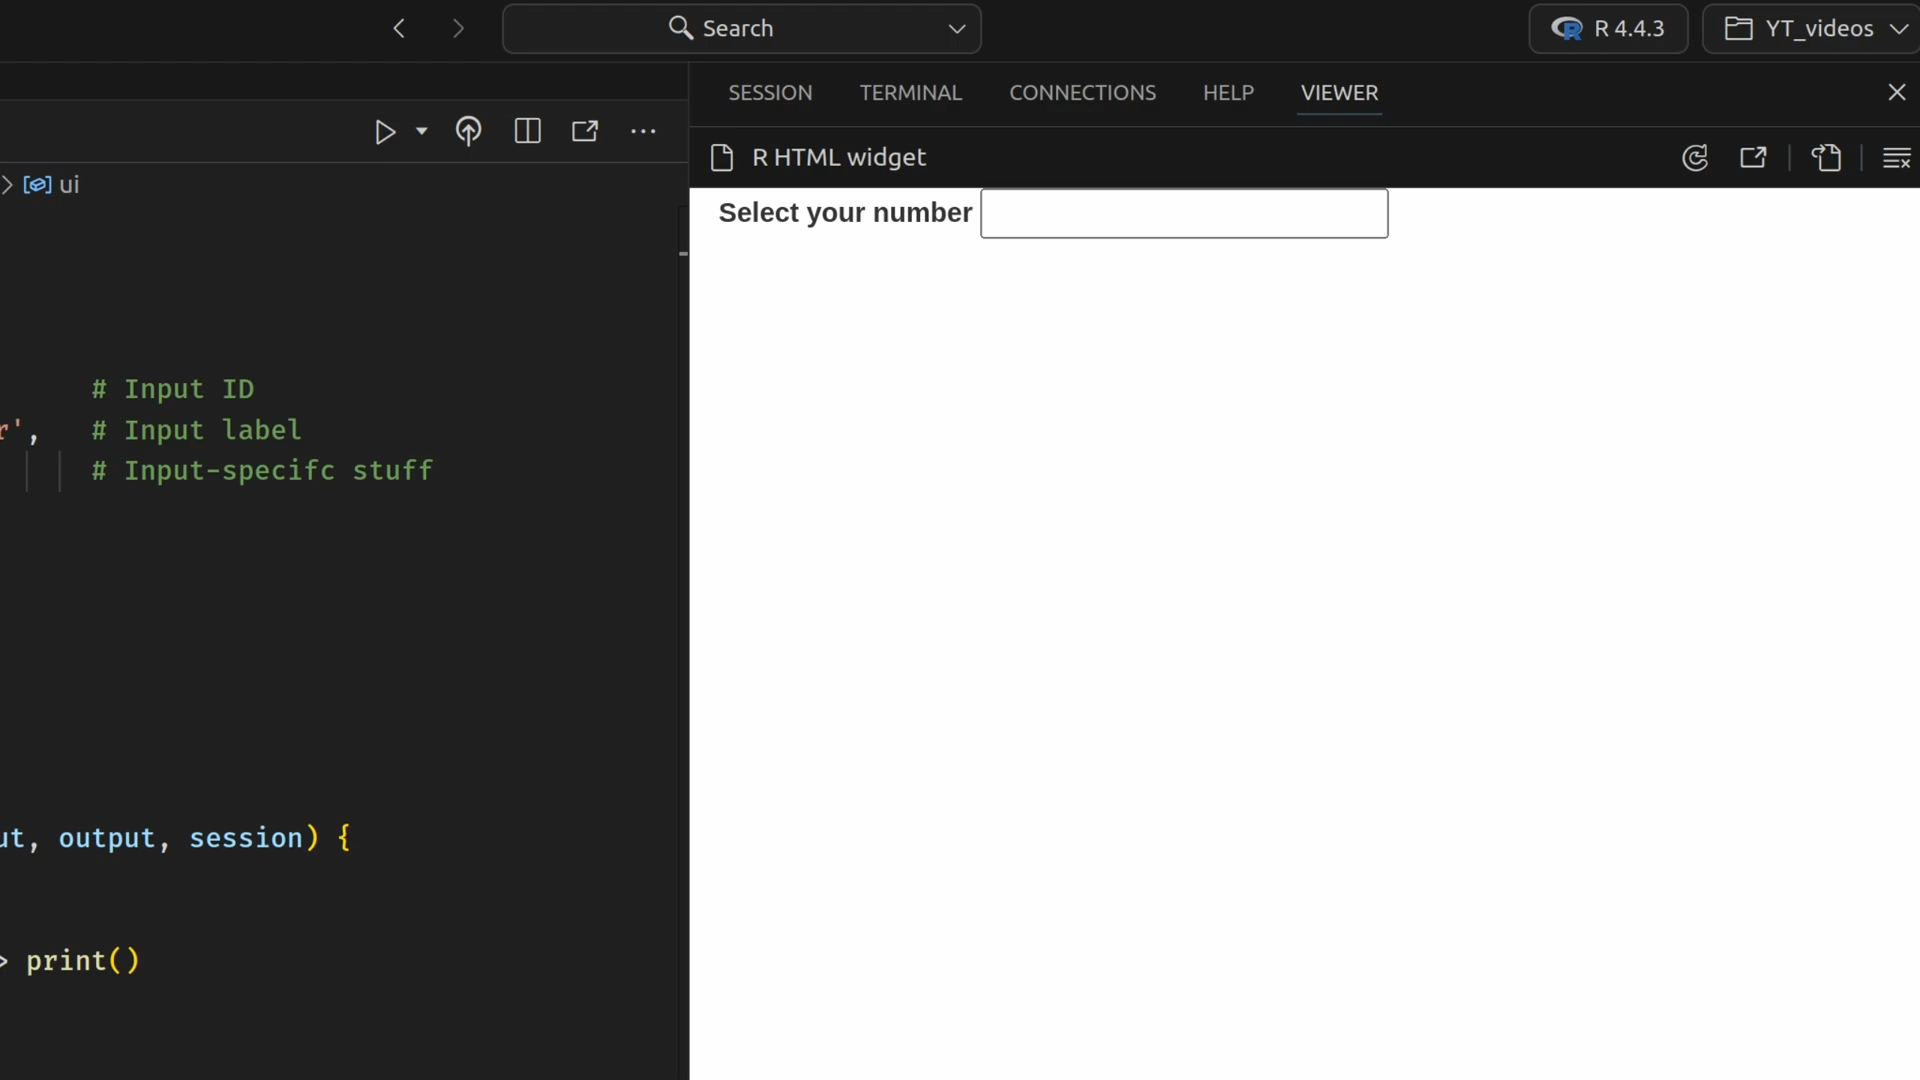 Search
R 4.4.3
YT_videos
SESSION
TERMINAL
CONNECTIONS
HELP
VIEWER
R HTML widget
ui
Select your number
# Input ID
r', # Input label
# Input-specifc stuff
ut, output, session) {
> print()